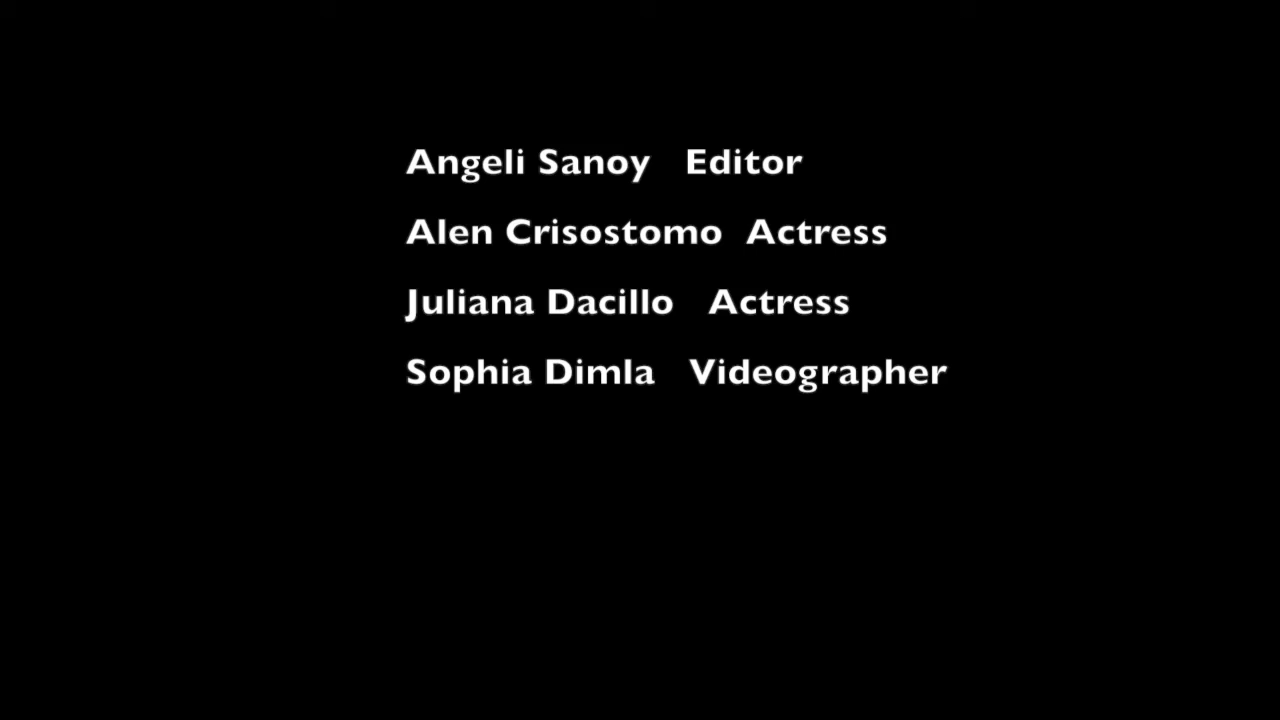 Angeli Sanoy Editor
Alen Crisostomo Actress
Juliana Dacillo Actress
Sophia Dimla Videographer